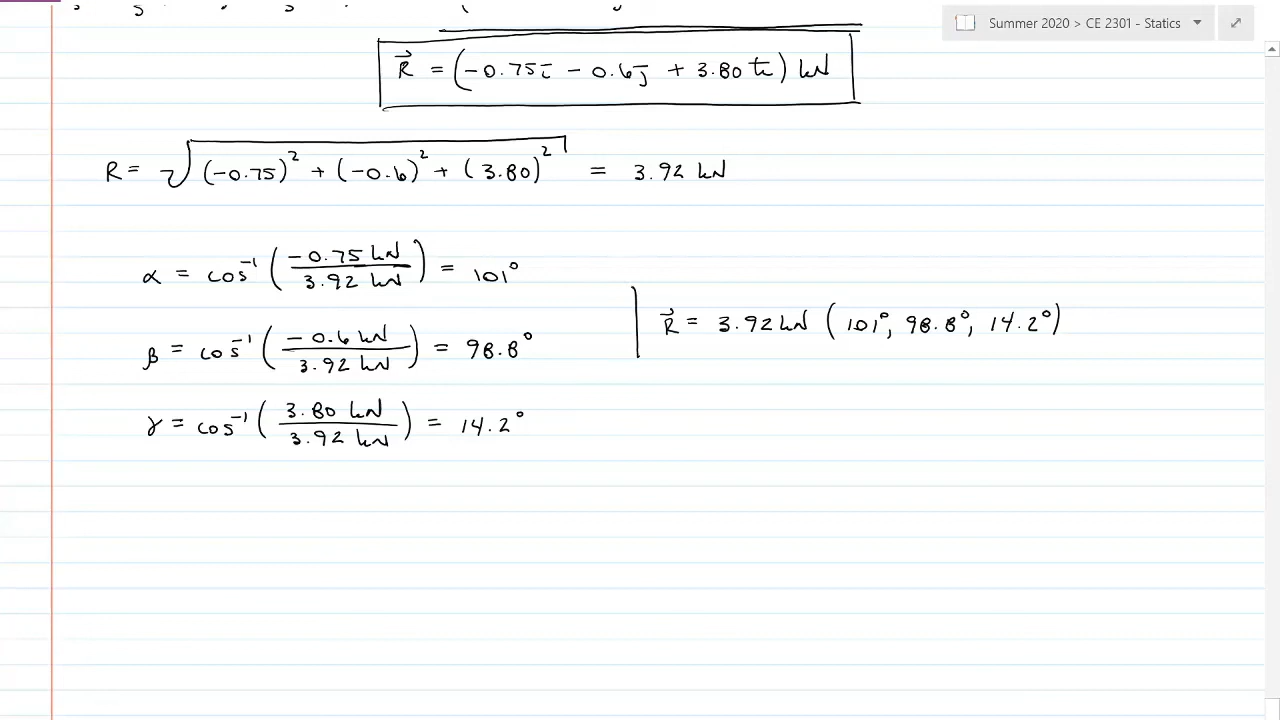 Summer 2020 > CE 2301 - Statics
R⃗ = (-0.75i̅ - 0.6j̅ + 3.80k̅) kN
R = √((-0.75)² + (-0.6)² + (3.80)²) = 3.92 kN
α = cos⁻¹(-0.75 kN / 3.92 kN) = 101°
R⃗ = 3.92 kN (101°, 98.8°, 14.2°)
β = cos⁻¹(-0.6 kN / 3.92 kN) = 98.8°
γ = cos⁻¹(3.80 kN / 3.92 kN) = 14.2°